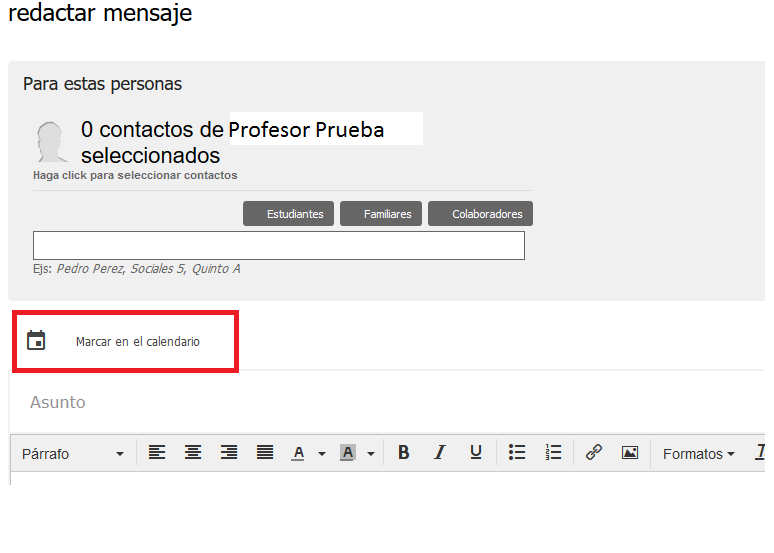 redactar mensaje
Para estas personas
0 contactos de Profesor Prueba
seleccionados
Haga click para seleccionar contactos
Estudiantes Familiares Colaboradores
Ejs: Pedro Perez, Sociales 5, Quinto A
Marcar en el calendario
Asunto
Párrafo A A B I U Formatos T